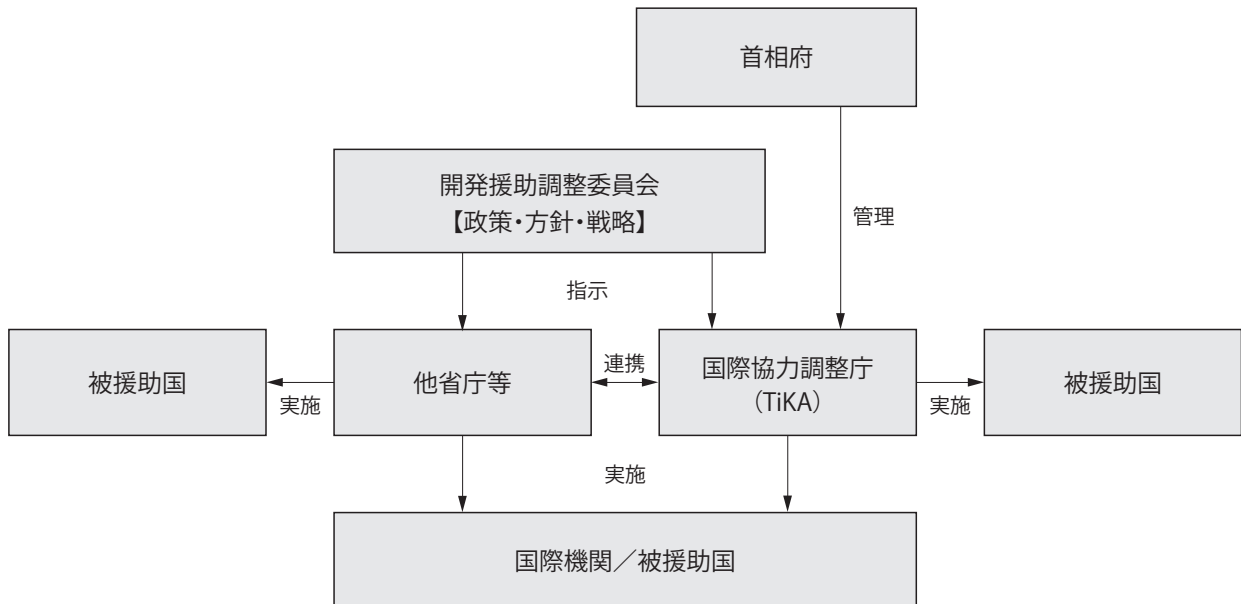 首相府
開発援助調整委員会
【政策・方針・戦略】
管理
指示
被援助国
実施
他省庁等
連携
国際協力調整庁
（TiKA）
実施
被援助国
実施
国際機関／被援助国